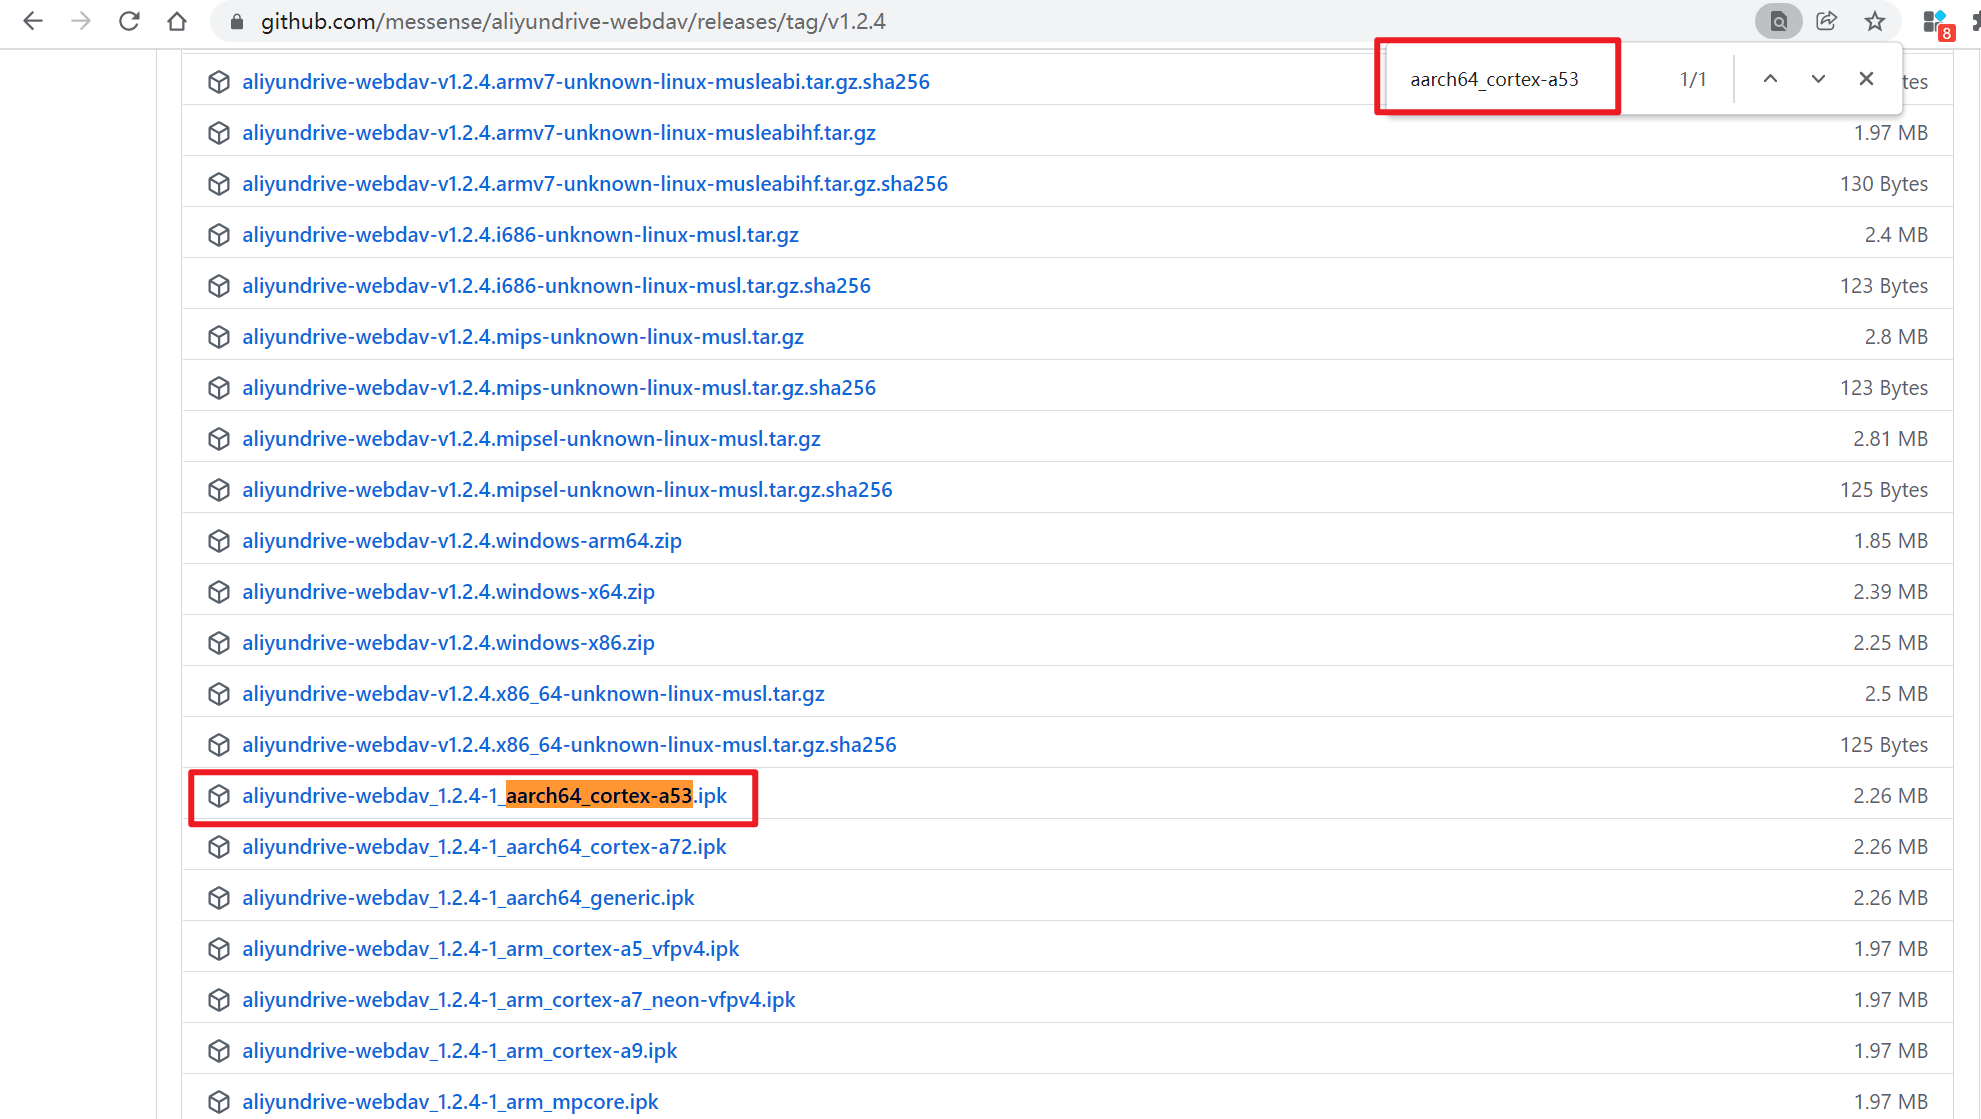 github.com/messense/aliyundrive-webdav/releases/tag/v1.2.4
8
aarch64_cortex-a53 1/1
aliyundrive-webdav-v1.2.4.armv7-unknown-linux-musleabi.tar.gz.sha256 tes
aliyundrive-webdav-v1.2.4.armv7-unknown-linux-musleabihf.tar.gz 1.97 MB
aliyundrive-webdav-v1.2.4.armv7-unknown-linux-musleabihf.tar.gz.sha256 130 Bytes
aliyundrive-webdav-v1.2.4.i686-unknown-linux-musl.tar.gz 2.4 MB
aliyundrive-webdav-v1.2.4.i686-unknown-linux-musl.tar.gz.sha256 123 Bytes
aliyundrive-webdav-v1.2.4.mips-unknown-linux-musl.tar.gz 2.8 MB
aliyundrive-webdav-v1.2.4.mips-unknown-linux-musl.tar.gz.sha256 123 Bytes
aliyundrive-webdav-v1.2.4.mipsel-unknown-linux-musl.tar.gz 2.81 MB
aliyundrive-webdav-v1.2.4.mipsel-unknown-linux-musl.tar.gz.sha256 125 Bytes
aliyundrive-webdav-v1.2.4.windows-arm64.zip 1.85 MB
aliyundrive-webdav-v1.2.4.windows-x64.zip 2.39 MB
aliyundrive-webdav-v1.2.4.windows-x86.zip 2.25 MB
aliyundrive-webdav-v1.2.4.x86_64-unknown-linux-musl.tar.gz 2.5 MB
aliyundrive-webdav-v1.2.4.x86_64-unknown-linux-musl.tar.gz.sha256 125 Bytes
aliyundrive-webdav_1.2.4-1_aarch64_cortex-a53.ipk 2.26 MB
aliyundrive-webdav_1.2.4-1_aarch64_cortex-a72.ipk 2.26 MB
aliyundrive-webdav_1.2.4-1_aarch64_generic.ipk 2.26 MB
aliyundrive-webdav_1.2.4-1_arm_cortex-a5_vfpv4.ipk 1.97 MB
aliyundrive-webdav_1.2.4-1_arm_cortex-a7_neon-vfpv4.ipk 1.97 MB
aliyundrive-webdav_1.2.4-1_arm_cortex-a9.ipk 1.97 MB
aliyundrive-webdav_1.2.4-1_arm_mpcore.ipk 1.97 MB